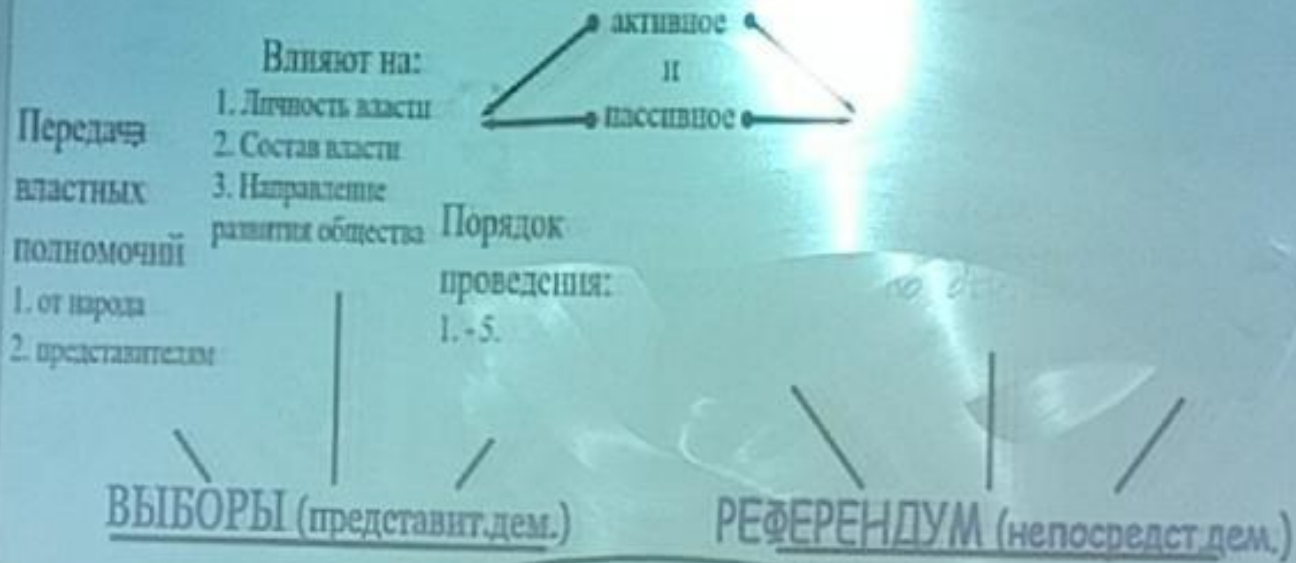 активное
и
пассивное
Влияют на:
1. Личность власти
2. Состав власти
3. Направление
развития общества
Передача
властных
полномочий
1. от народа
2. представителям
Порядок
проведения:
1. - 5.
ВЫБОРЫ (представит.дем.)
РЕФЕРЕНДУМ (непосредст.дем.)